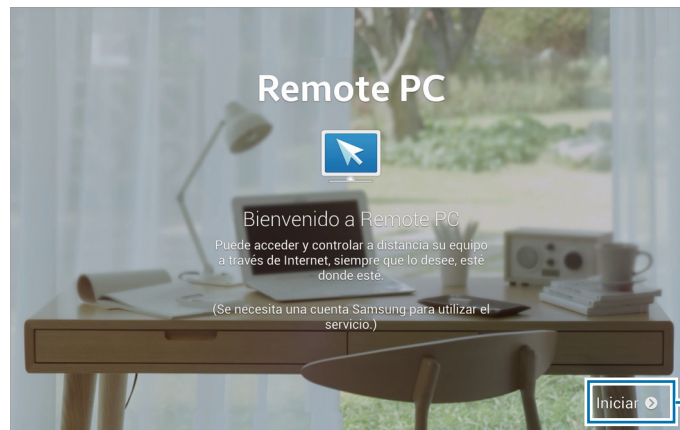 Remote PC
Bienvenido a Remote PC
Puede acceder y controlar a distancia su equipo
a través de Internet, siempre que lo desee, esté
donde este.
(Se necesita una cuenta Samsung para utilizar el
servicio.)
Iniciar